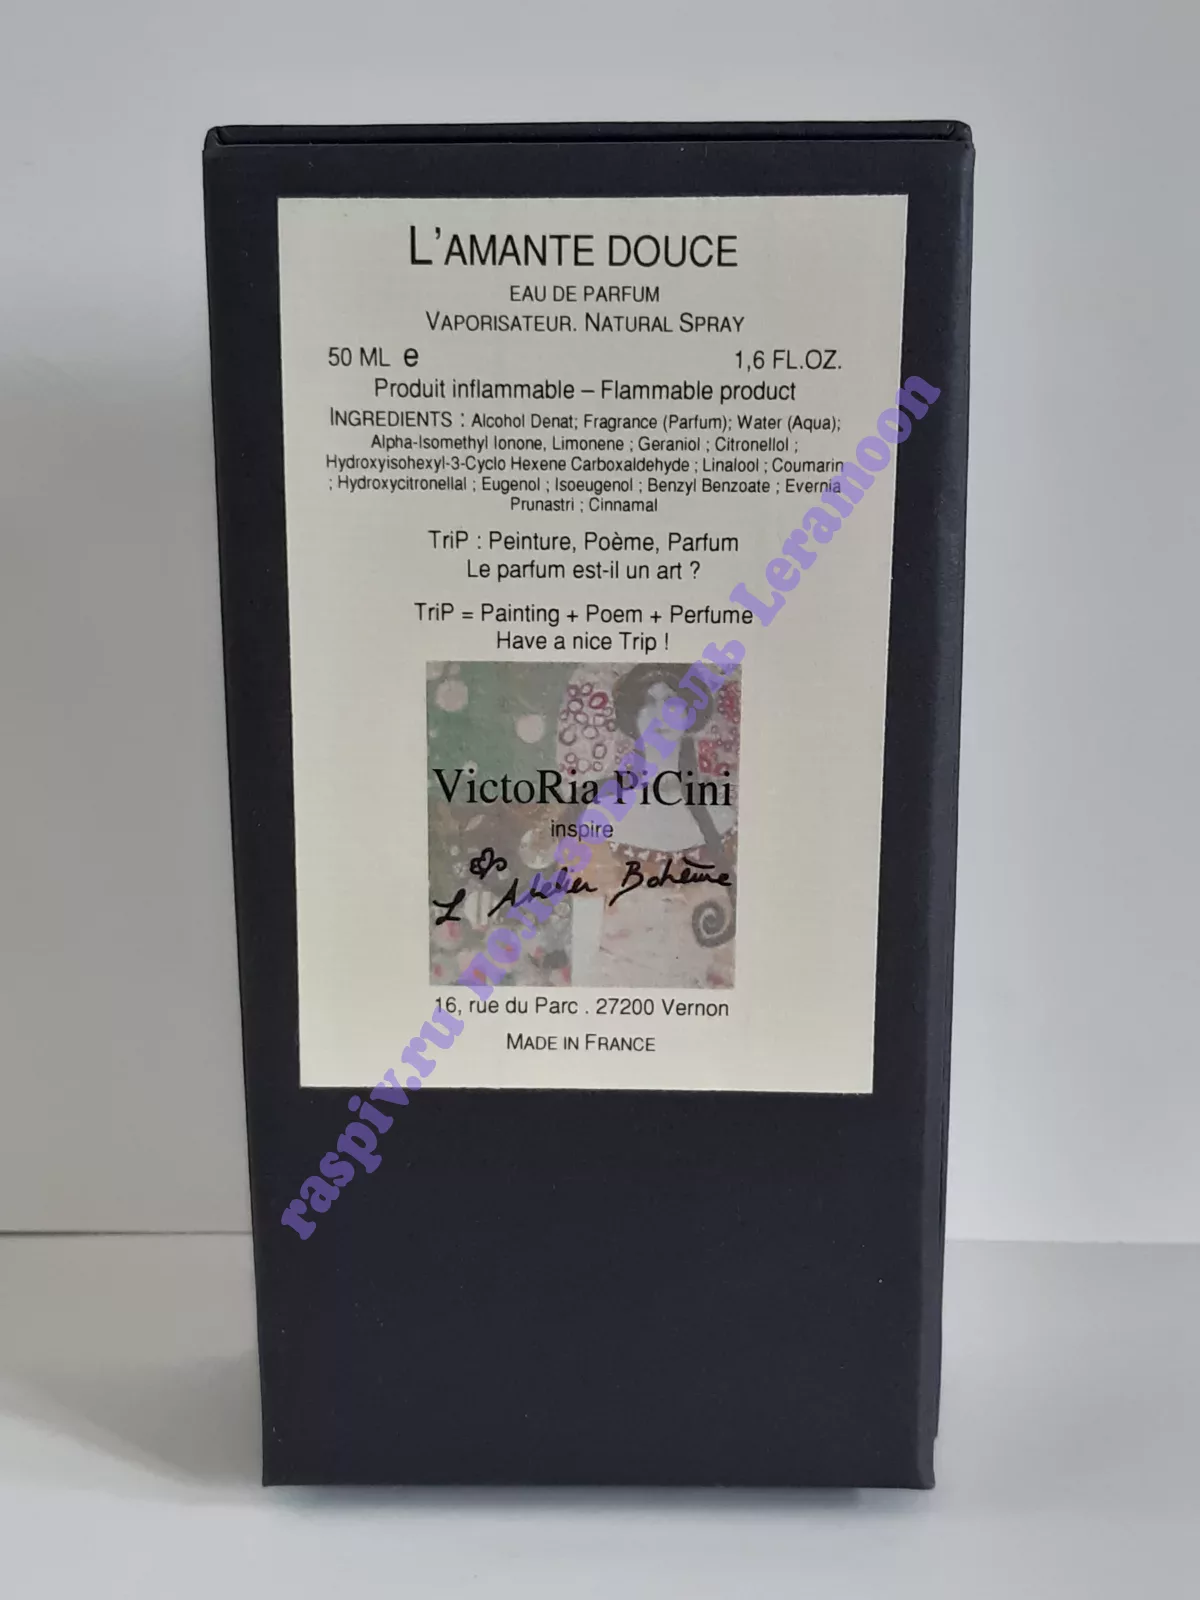 L'AMANTE DOUCE
EAU DE PARFUM
VAPORISATEUR. NATURAL SPRAY
50 ML e 1,6 FL.OZ.
Produit inflammable – Flammable product
INGREDIENTS : Alcohol Denat; Fragrance (Parfum); Water (Aqua);
Alpha-Isomethyl Ionone, Limonene ; Geraniol ; Citronellol ;
Hydroxyisohexyl-3-Cyclo Hexene Carboxaldehyde ; Linalool ; Coumarin
; Hydroxycitronellal ; Eugenol ; Isoeugenol ; Benzyl Benzoate ; Evernia
Prunastri ; Cinnamal
TriP : Peinture, Poème, Parfum
Le parfum est-il un art ?
TriP = Painting + Poem + Perfume
Have a nice Trip !
VictoRia PiCini
inspire
L'Atelier Bohème
16, rue du Parc . 27200 Vernon
MADE IN FRANCE
raspiv.ru пользователь Leramoon